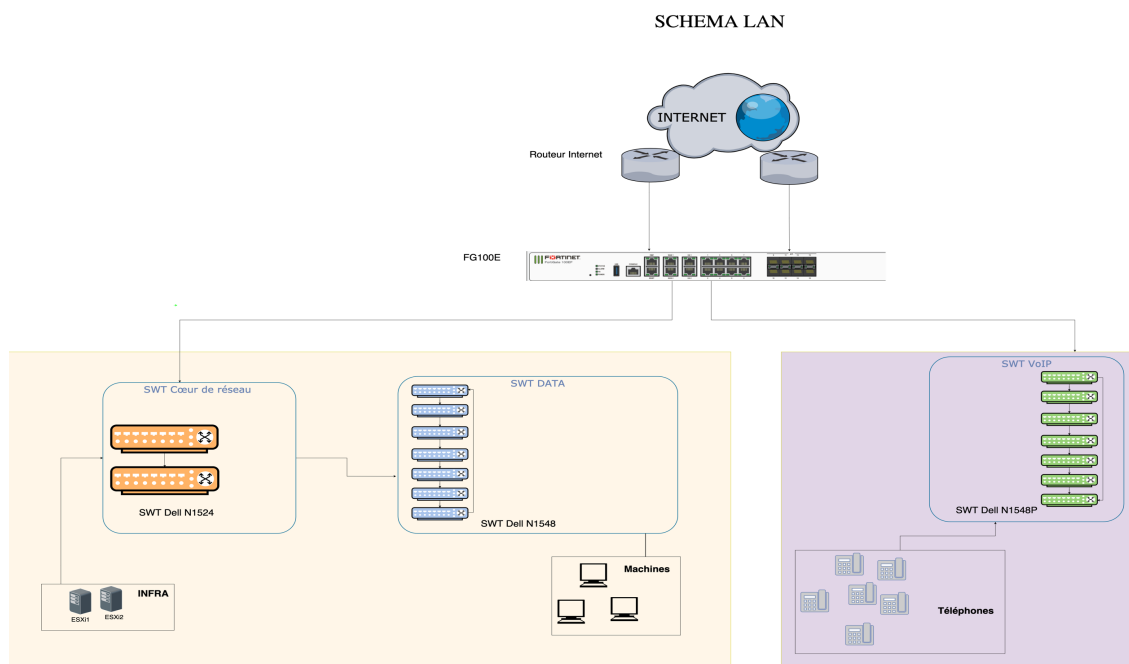 SCHEMA LAN
INTERNET
Routeur Internet
FG100E
FORTINET
SWT Cœur de réseau
SWT DATA
SWT VoIP
SWT Dell N1524
SWT Dell N1548
SWT Dell N1548P
INFRA
ESXi1
ESXi2
Machines
Téléphones